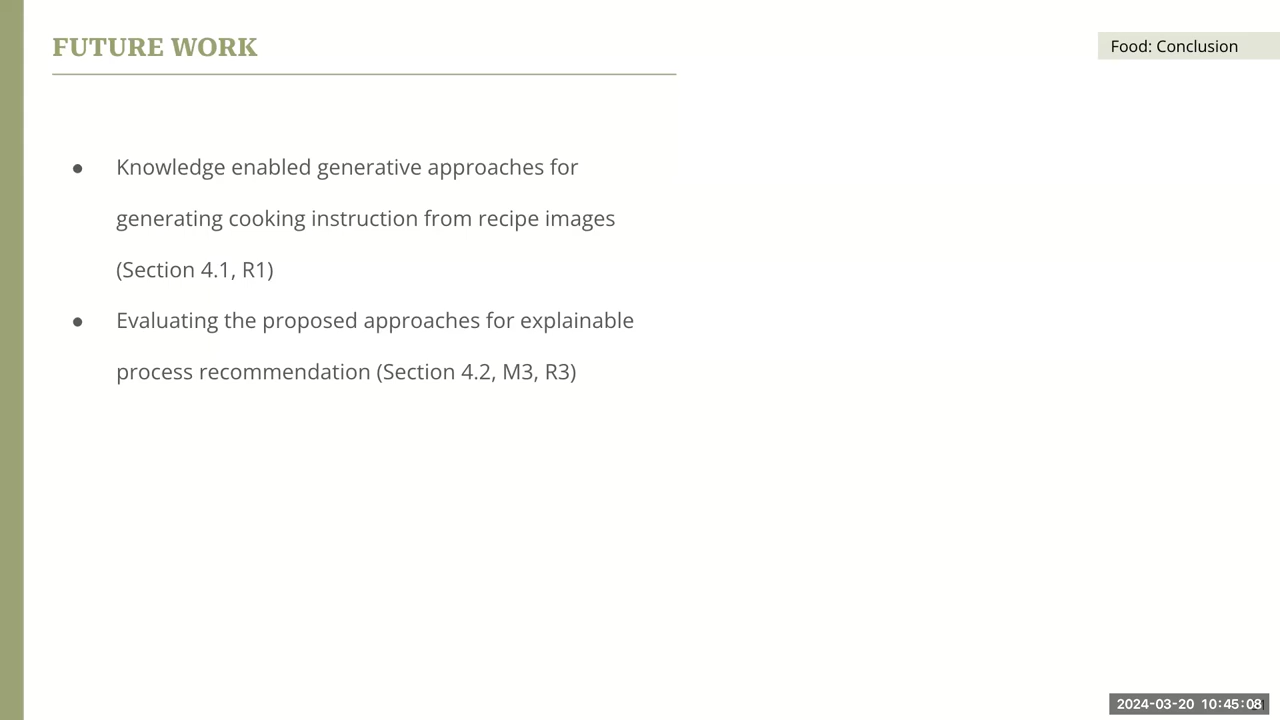 FUTURE WORK
Food: Conclusion
● Knowledge enabled generative approaches for
generating cooking instruction from recipe images
(Section 4.1, R1)
● Evaluating the proposed approaches for explainable
process recommendation (Section 4.2, M3, R3)
2024-03-20 10:45:08